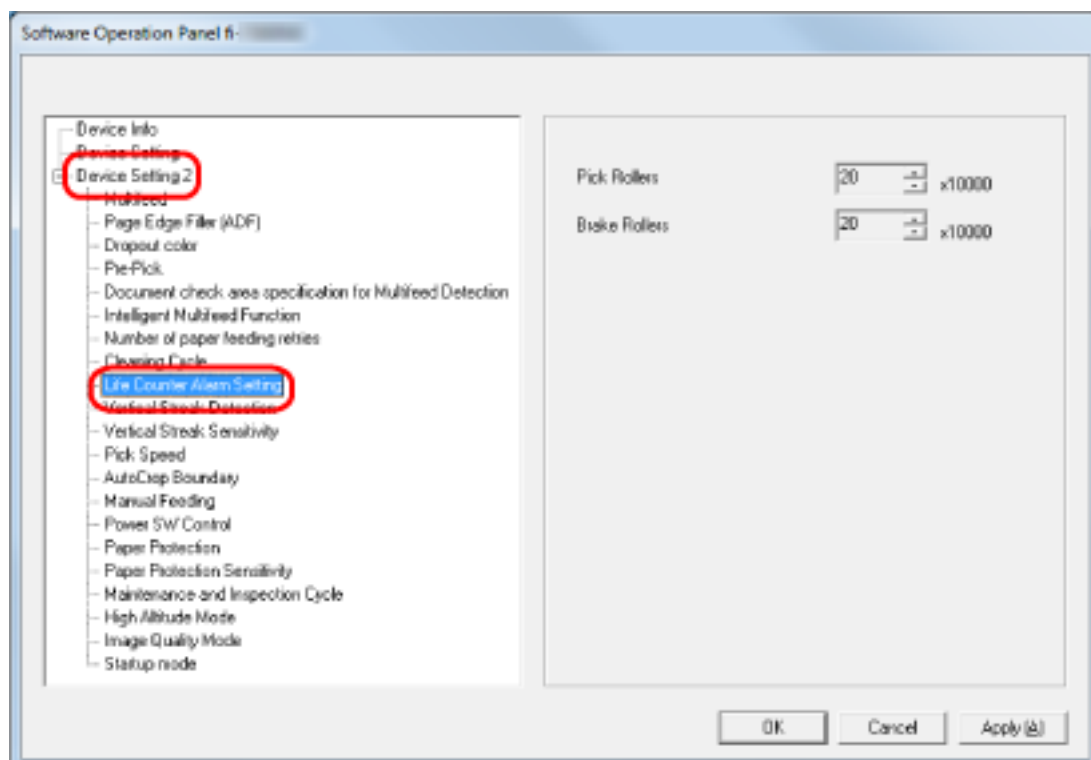 Software Operation Panel fi-
Device Info
Device Setting
Device Setting 2
Multifeed
Page Edge Filler (ADF)
Dropout color
Pre-Pick
Document check area specification for Multifeed Detection
Intelligent Multifeed Function
Number of paper feeding retries
Cleaning Cycle
Life Counter Alarm Setting
Vertical Streak Detection
Vertical Streak Sensitivity
Pick Speed
AutoCrop Boundary
Manual Feeding
Power SW Control
Paper Protection
Paper Protection Sensitivity
Maintenance and Inspection Cycle
High Altitude Mode
Image Quality Mode
Startup mode
Pick Rollers 20 x10000
Brake Rollers 20 x10000
OK Cancel Apply (A)